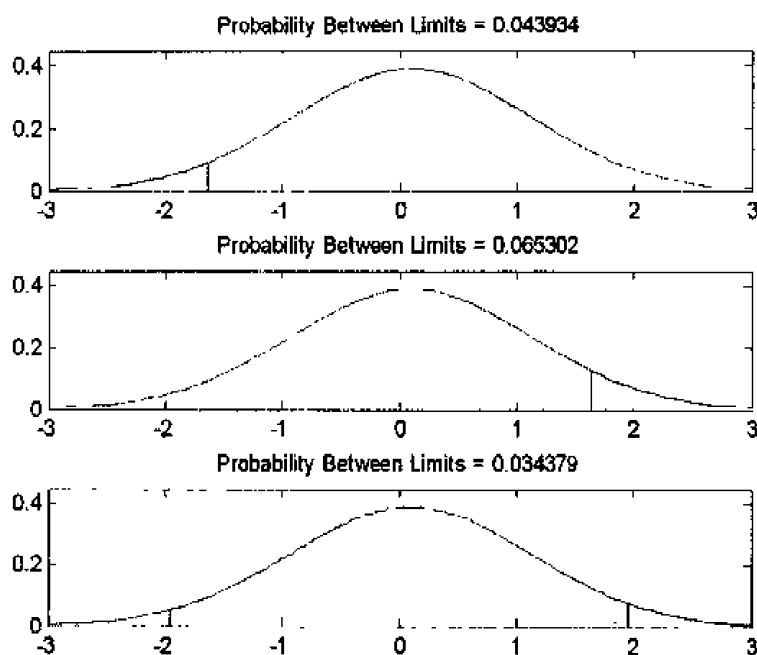 Probability Between Limits = 0.043934
0.4
0.2
0
-3 -2 -1 0 1 2 3
Probability Between Limits = 0.065302
0.4
0.2
0
-3 -2 -1 0 1 2 3
Probability Between Limits = 0.034379
0.4
0.2
0
-3 -2 -1 0 1 2 3